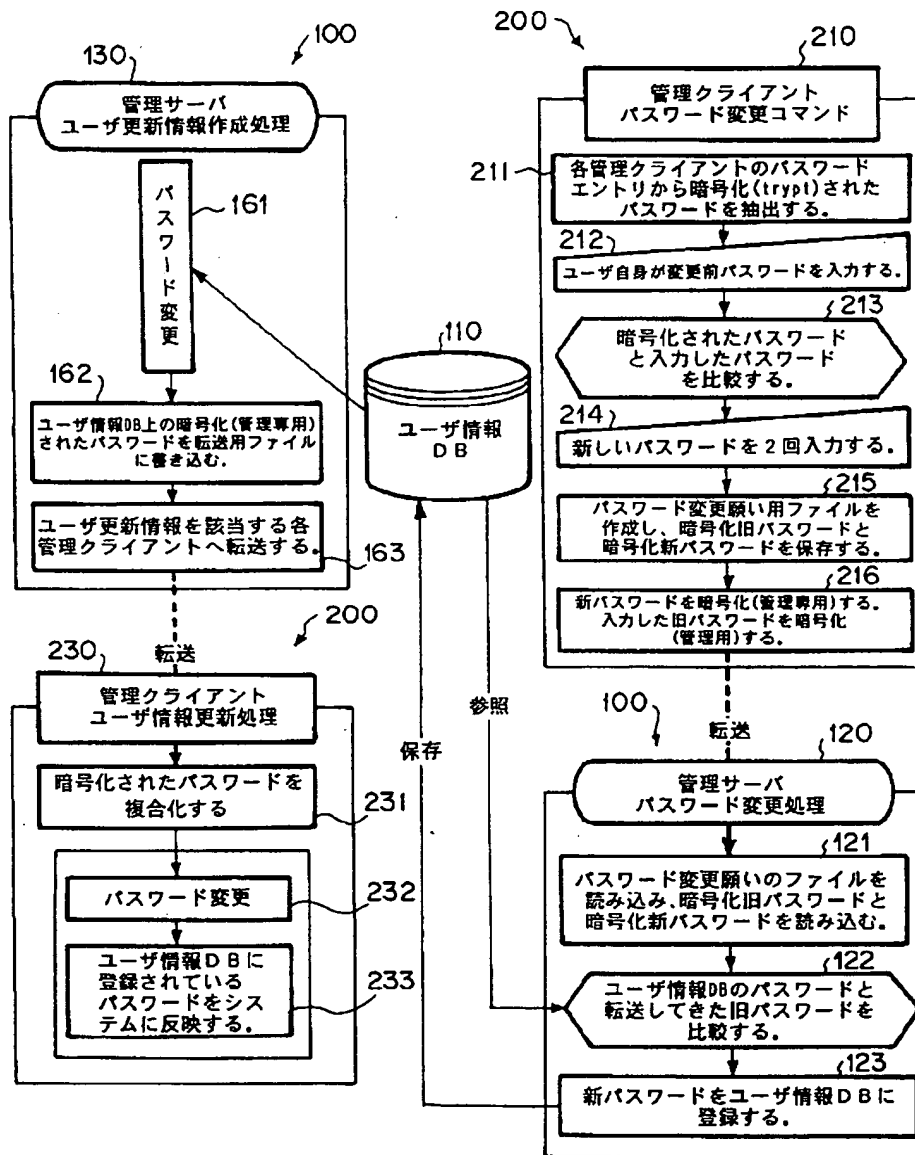 100
130
管理サーバ
ユーザ更新情報作成処理
パスワード変更
161
162
ユーザ情報DB上の暗号化(管理専用)
されたパスワードを転送用ファイル
に書き込む.
ユーザ更新情報を該当する各
管理クライアントへ転送する。
163
転送
200
230
管理クライアント
ユーザ情報更新処理
暗号化されたパスワードを
複合化する
231
パスワード変更
232
ユーザ情報DBに
登録されている
パスワードをシス
テムに反映する。
233
110
ユーザ情報
DB
保存
参照
200
210
管理クライアント
パスワード変更コマンド
211
各管理クライアントのパスワード
エントリから暗号化(trypt)された
パスワードを抽出する。
212
ユーザ自身が変更前パスワードを入力する。
213
暗号化されたパスワード
と入力したパスワード
を比較する。
214
新しいパスワードを2回入力する。
215
パスワード変更願い用ファイルを
作成し、暗号化旧パスワードと
暗号化新パスワードを保存する。
216
新パスワードを暗号化(管理専用)する。
入力した旧パスワードを暗号化
(管理用)する。
転送
100
120
管理サーバ
パスワード変更処理
121
パスワード変更願いのファイルを
読み込み、暗号化旧パスワードと
暗号化新パスワードを読み込む。
122
ユーザ情報DBのパスワードと
転送してきた旧パスワードを
比較する。
123
新パスワードをユーザ情報DBに
登録する。